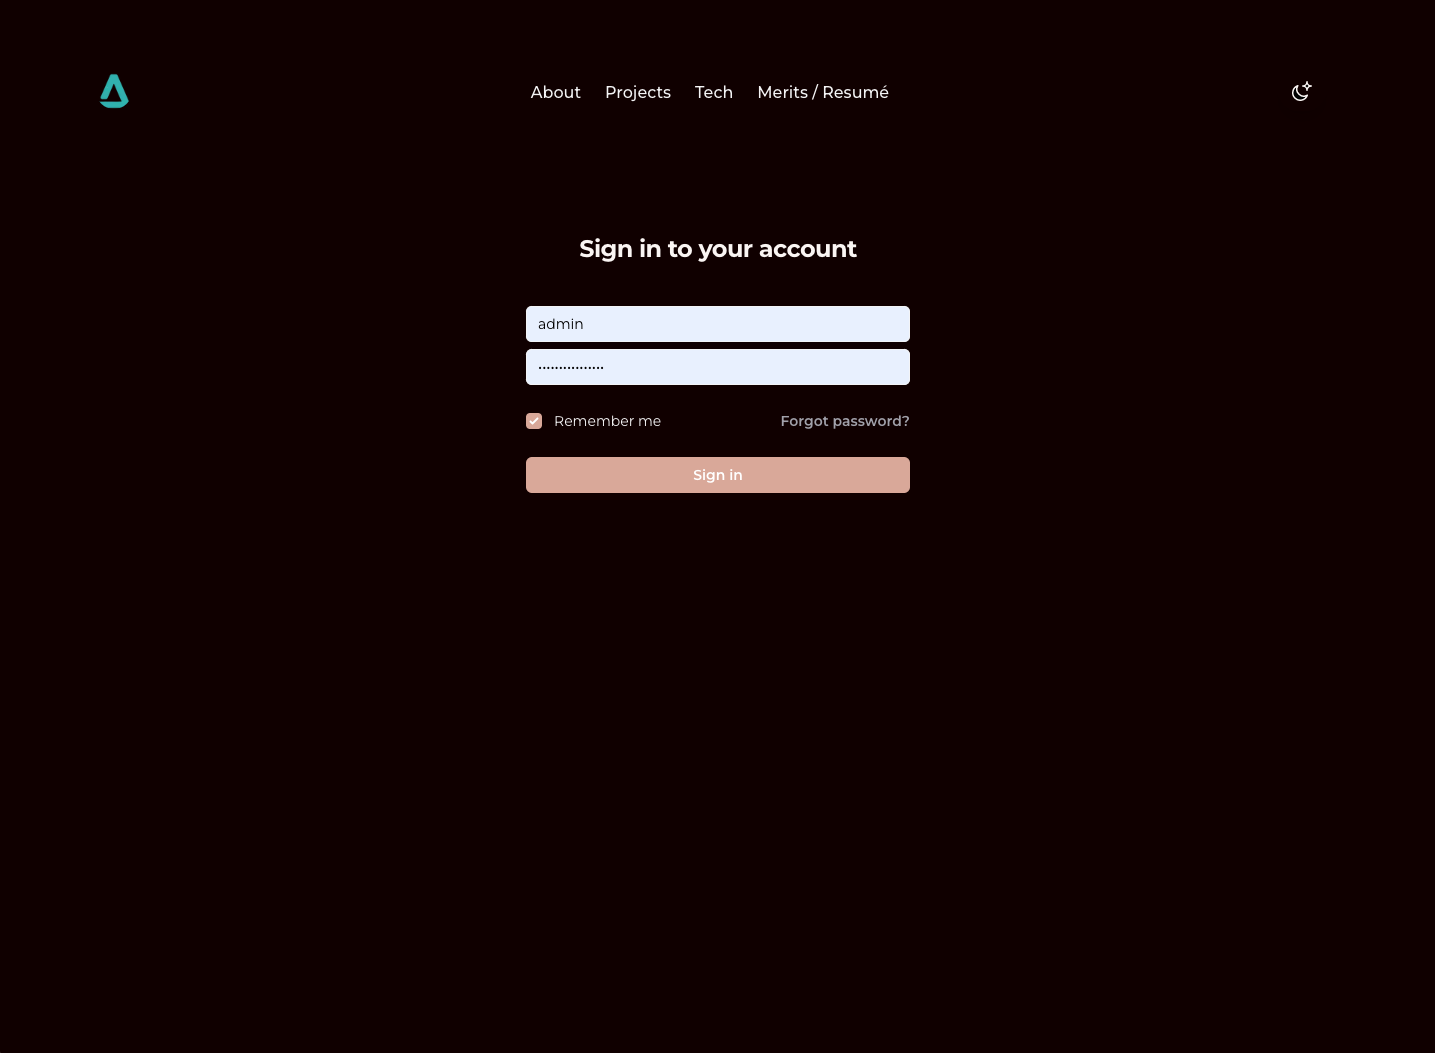 About Projects Tech Merits / Resumé
Sign in to your account
admin
••••••••••••••••
Remember me Forgot password?
Sign in